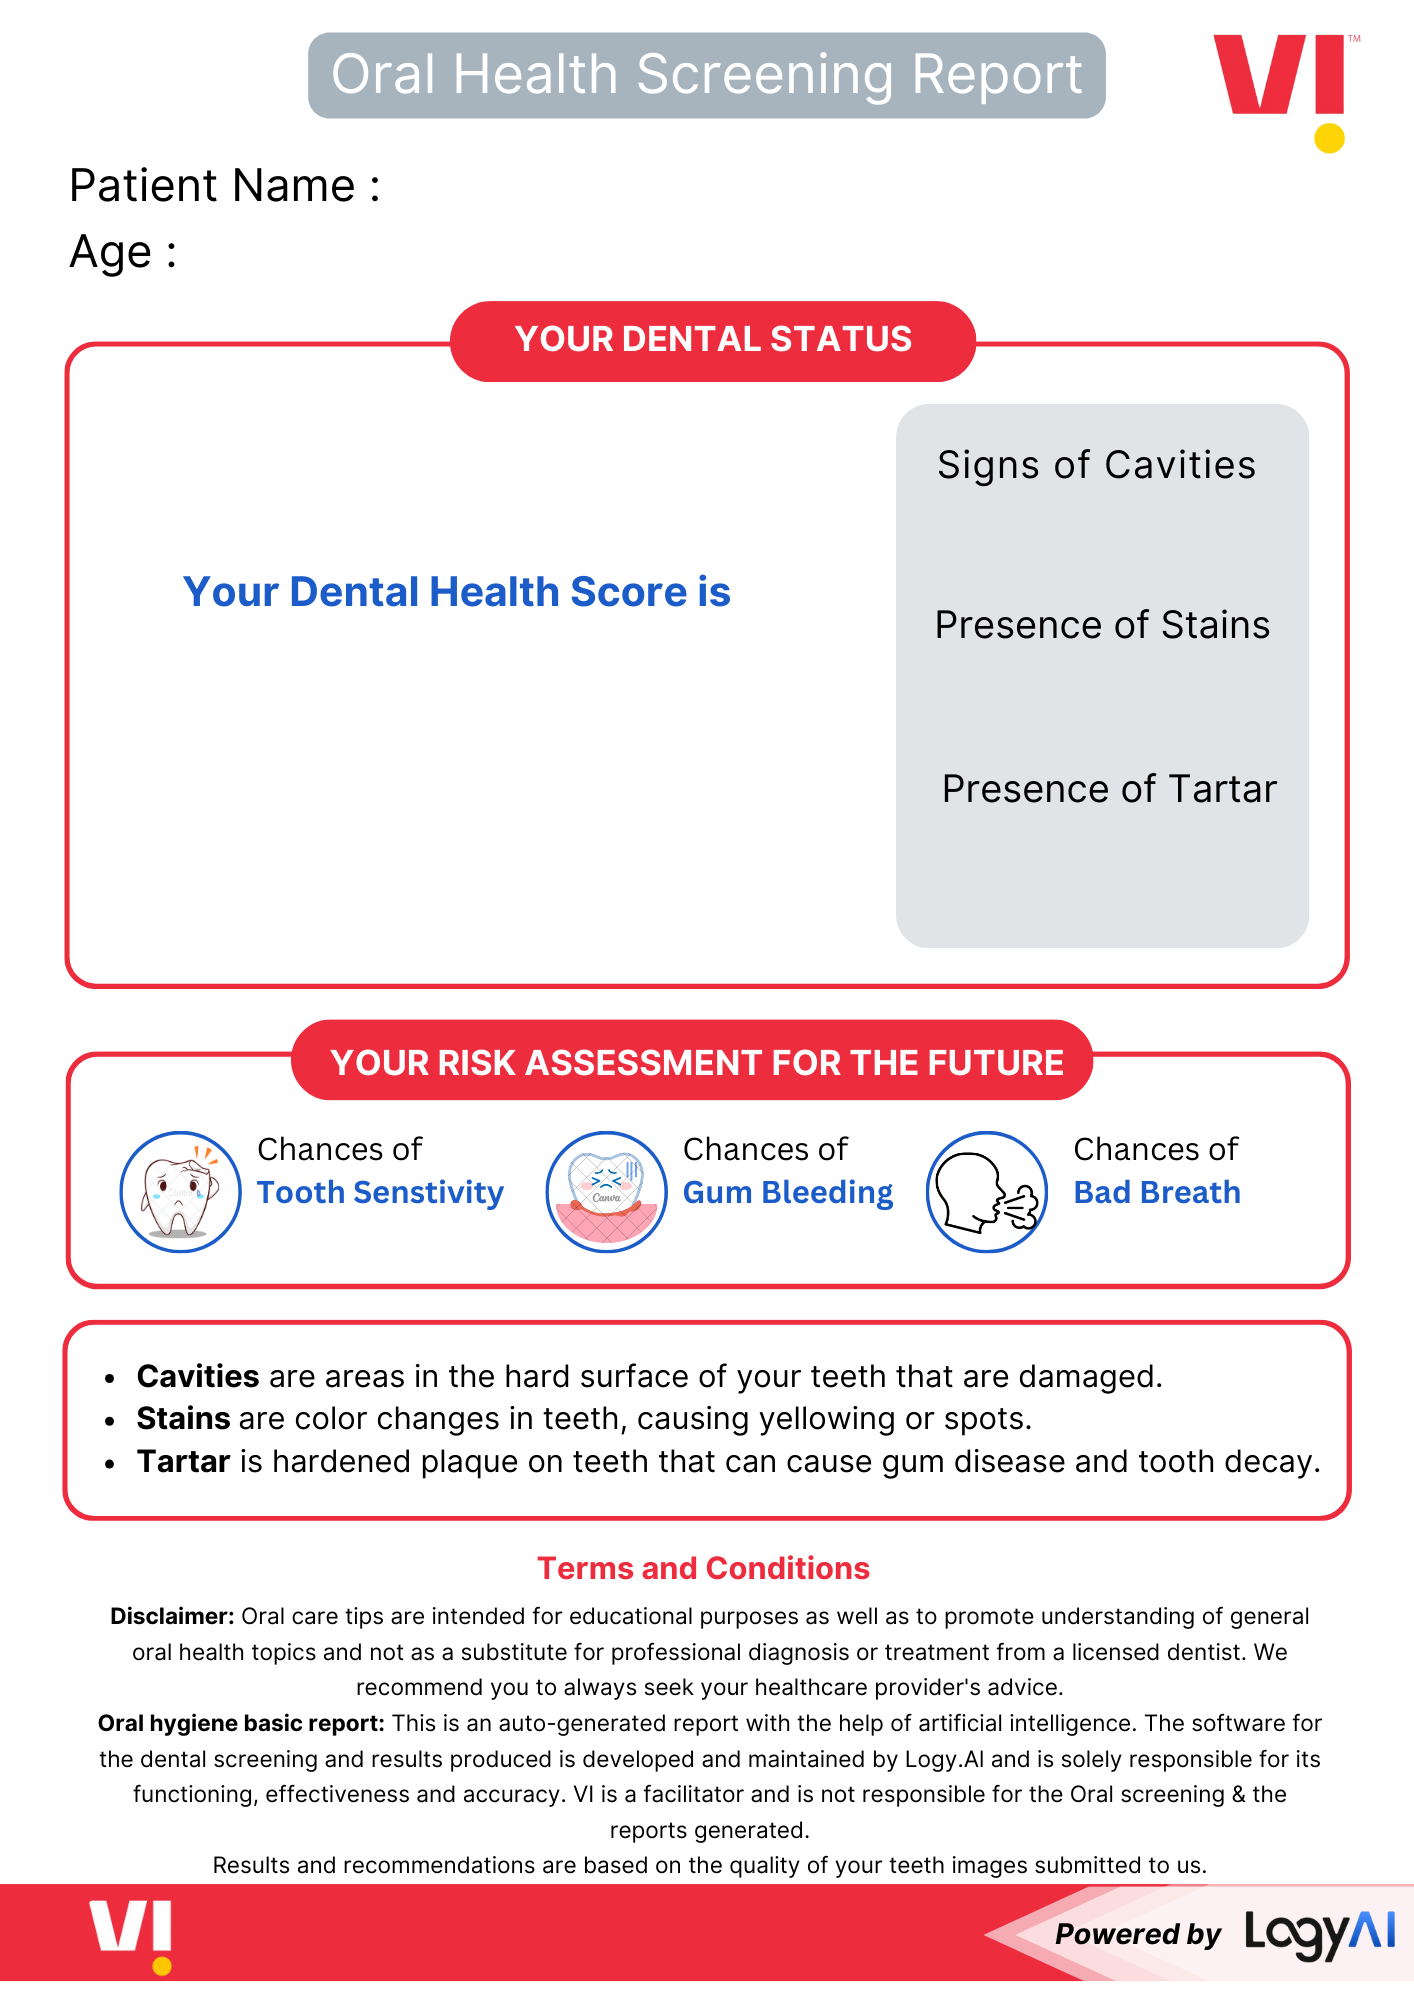 Oral Health Screening Report
VI
TM
Patient Name :
Age :
YOUR DENTAL STATUS
Signs of Cavities
Your Dental Health Score is
Presence of Stains
Presence of Tartar
YOUR RISK ASSESSMENT FOR THE FUTURE
Chances of
Tooth Senstivity
Canva
Chances of
Gum Bleeding
Chances of
Bad Breath
• Cavities are areas in the hard surface of your teeth that are damaged.
• Stains are color changes in teeth, causing yellowing or spots.
• Tartar is hardened plaque on teeth that can cause gum disease and tooth decay.
Terms and Conditions
Disclaimer: Oral care tips are intended for educational purposes as well as to promote understanding of general
oral health topics and not as a substitute for professional diagnosis or treatment from a licensed dentist. We
recommend you to always seek your healthcare provider's advice.
Oral hygiene basic report: This is an auto-generated report with the help of artificial intelligence. The software for
the dental screening and results produced is developed and maintained by Logy.AI and is solely responsible for its
functioning, effectiveness and accuracy. VI is a facilitator and is not responsible for the Oral screening & the
reports generated.
Results and recommendations are based on the quality of your teeth images submitted to us.
VI
Powered by LogyAI